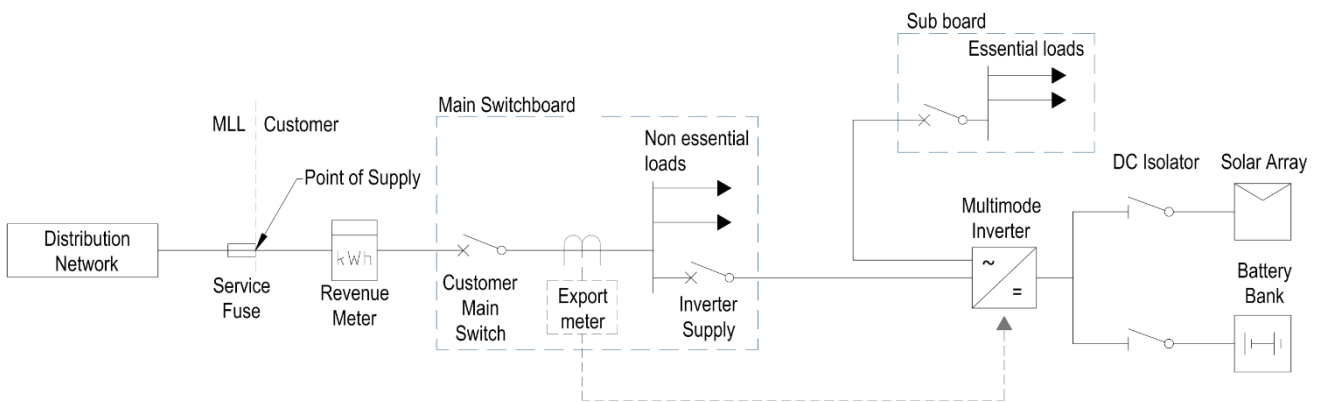 Sub board
Essential loads
Main Switchboard
MLL
Customer
Non essential
loads
Point of Supply
DC Isolator
Solar Array
Multimode
Inverter
Distribution
Network
kWh
Service
Fuse
Revenue
Meter
Customer
Main
Switch
Export
meter
Inverter
Supply
~
=
Battery
Bank